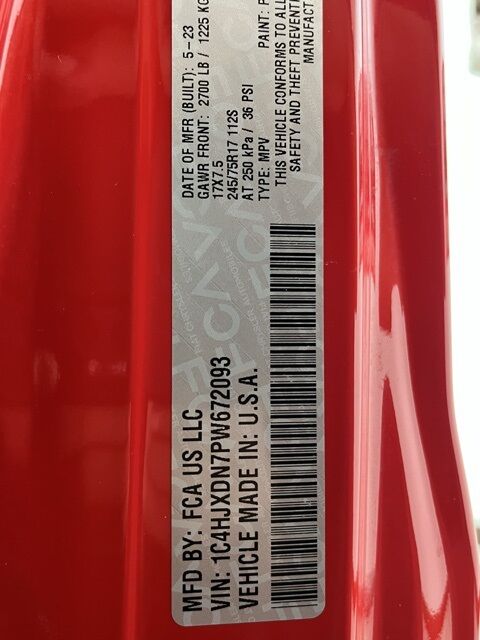 MFD BY: FCA US LLC
VIN: 1C4HJXDN7PW672093
VEHICLE MADE IN: U.S.A.
DATE OF MFR (BUILT): 5-23
GAWR FRONT: 2700 LB / 1225 KG
17X7.5
245/75R17 112S
AT 250 kPa / 36 PSI
TYPE: MPV
PAINT:
THIS VEHICLE CONFORMS TO ALL
SAFETY AND THEFT PREVENTI
MANUFACT